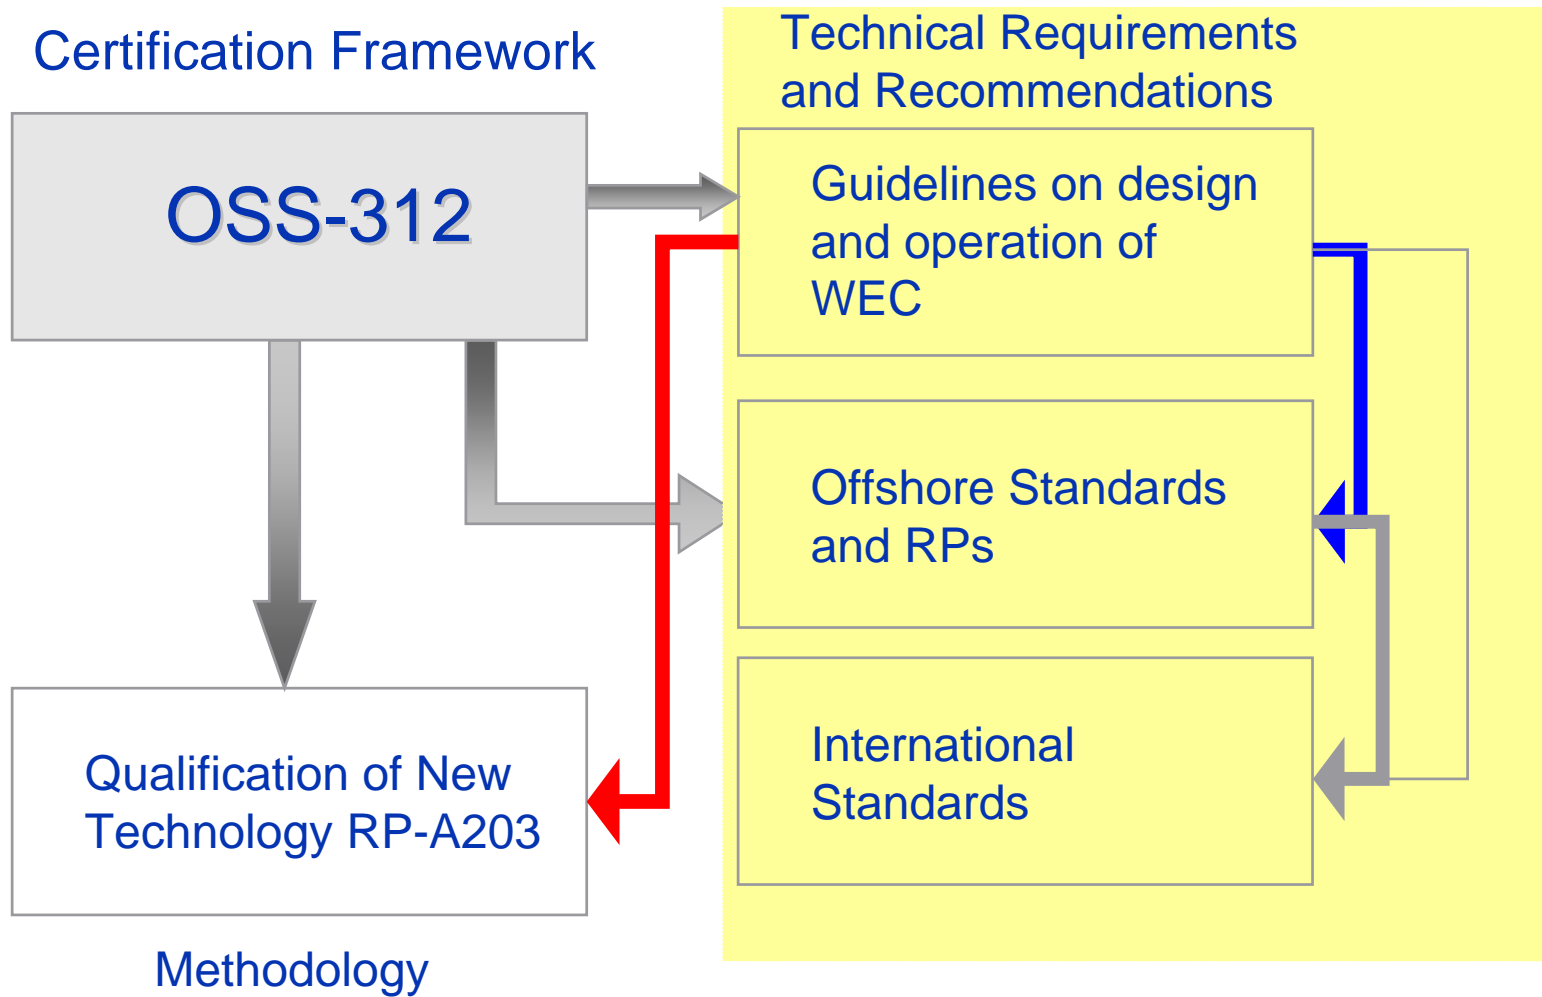 Certification Framework
OSS-312
Qualification of New
Technology RP-A203
Methodology
Technical Requirements
and Recommendations
Guidelines on design
and operation of
WEC
Offshore Standards
and RPs
International
Standards